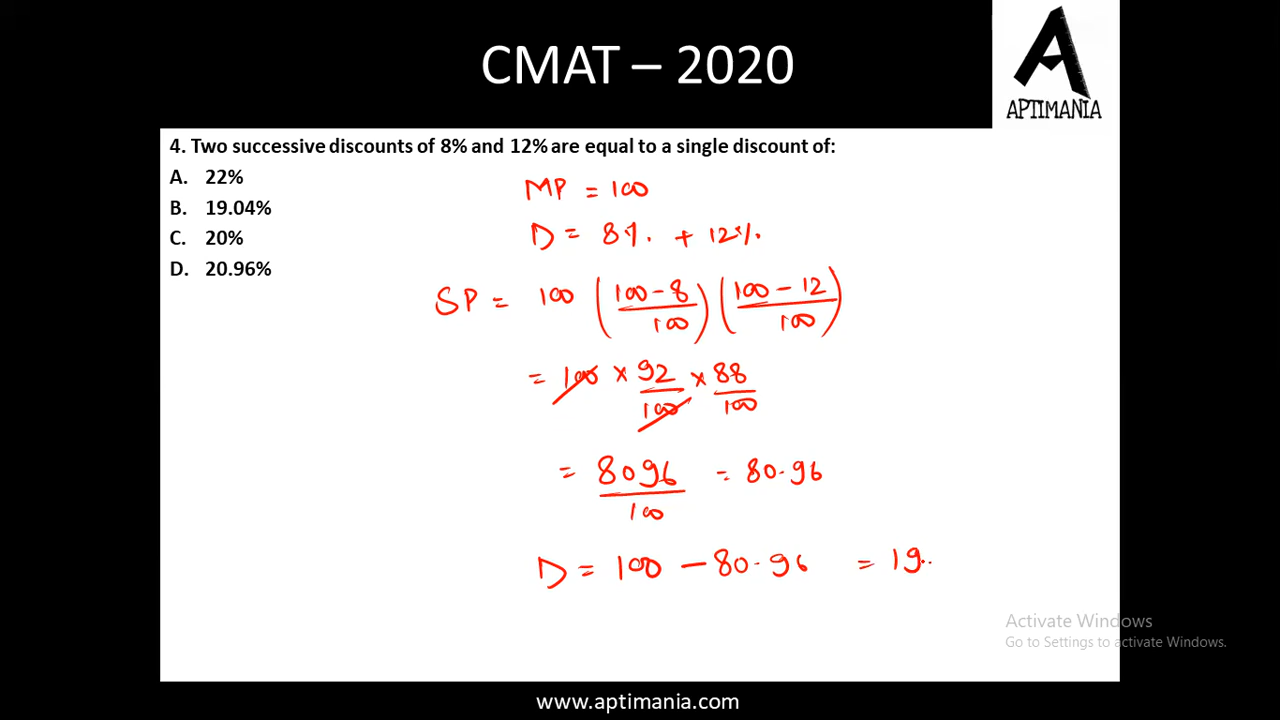 CMAT – 2020
A
APTIMANIA
4. Two successive discounts of 8% and 12% are equal to a single discount of:
A. 22%
B. 19.04%
C. 20%
D. 20.96%
MP = 100
D = 8%. + 12%.
SP = 100 (100-8/100) (100-12/100)
= 100 × 92/100 × 88/100
= 8096/100 = 80.96
D = 100 - 80.96 = 19.
Activate Windows
Go to Settings to activate Windows.
www.aptimania.com